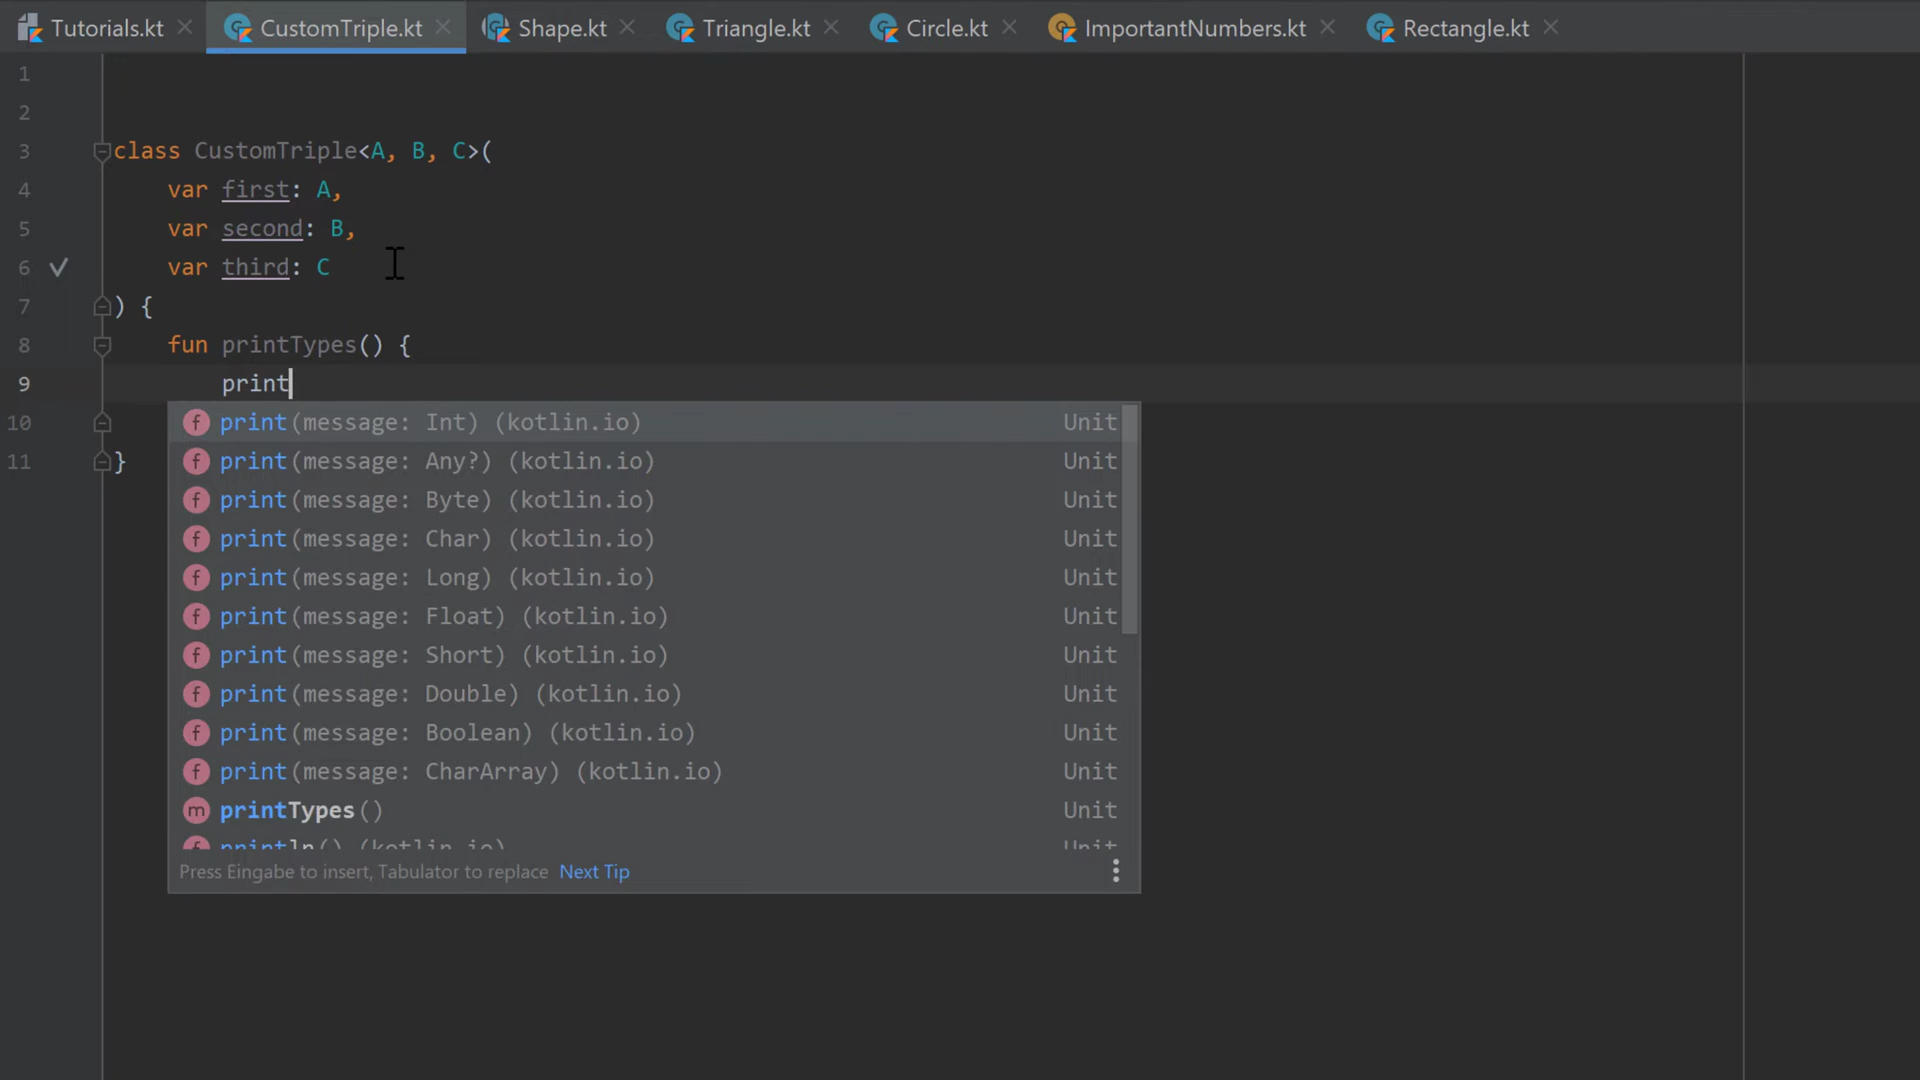 Tutorials.kt CustomTriple.kt Shape.kt Triangle.kt Circle.kt ImportantNumbers.kt Rectangle.kt
1
2
3 class CustomTriple<A, B, C>(
4 var first: A,
5 var second: B,
6 var third: C
7 ) {
8 fun printTypes() {
9 print
10
11 }
f print(message: Int) (kotlin.io) Unit
f print(message: Any?) (kotlin.io) Unit
f print(message: Byte) (kotlin.io) Unit
f print(message: Char) (kotlin.io) Unit
f print(message: Long) (kotlin.io) Unit
f print(message: Float) (kotlin.io) Unit
f print(message: Short) (kotlin.io) Unit
f print(message: Double) (kotlin.io) Unit
f print(message: Boolean) (kotlin.io) Unit
f print(message: CharArray) (kotlin.io) Unit
m printTypes() Unit
f println() (kotlin.io) Unit
Press Eingabe to insert, Tabulator to replace Next Tip